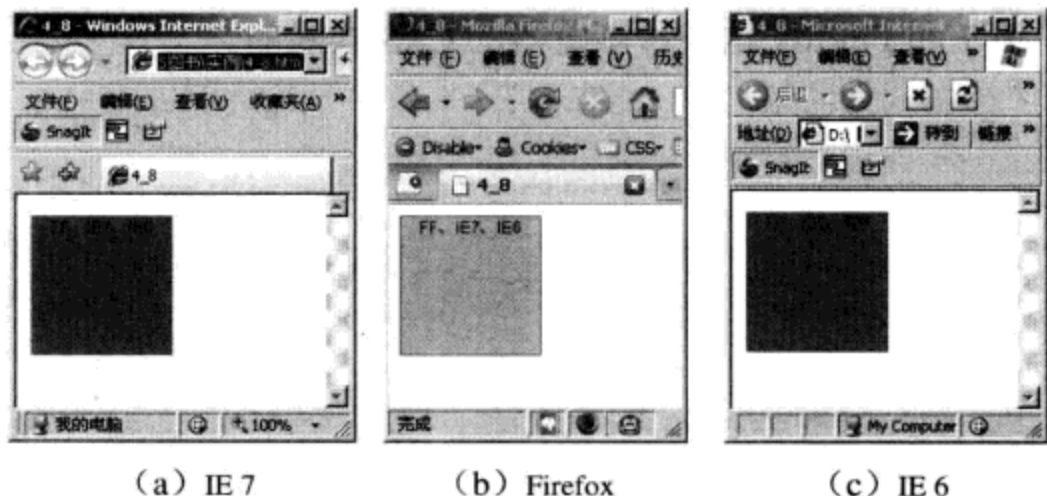 4_8 - Windows Internet Expl...
文件(F) 编辑(E) 查看(V) 收藏夹(A) »
SnagIt
4_8
我的电脑 100%
(a) IE 7
4_8 - Mozilla Firefox
文件 (F) 编辑 (E) 查看 (V) 历史
Disable Cookies CSS
4_8
FF、IE7、IE6
完成
(b) Firefox
4_8 - Microsoft Internet
文件(F) 编辑(E) 查看(V) »
后退
地址(D) D:\ 转到 链接 »
SnagIt
My Computer
(c) IE 6